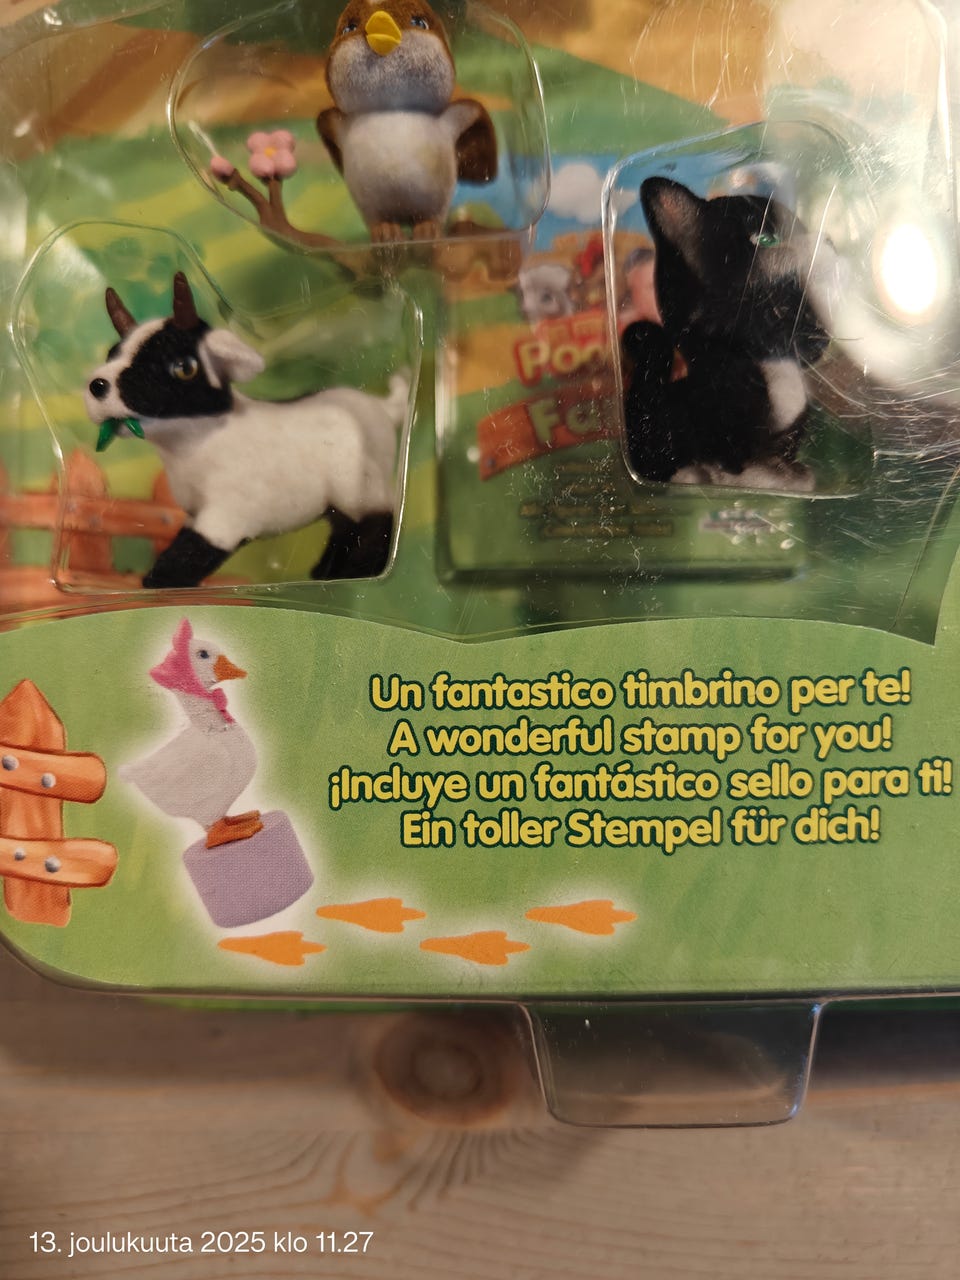 Un fantastico timbrino per te!
A wonderful stamp for you!
¡Incluye un fantástico sello para ti!
Ein toller Stempel für dich!
13. joulukuuta 2025 klo 11.27